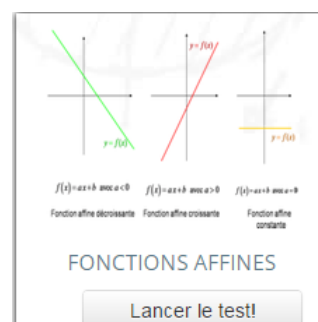 y=f(x)
y=f(x)
y=f(x)
f(x)=ax+b avec a<0 f(x)=ax+b avec a>0 f(x)=ax+b avec a=0
Fonction affine décroissante Fonction affine croissante Fonction affine
constante
FONCTIONS AFFINES
Lancer le test!